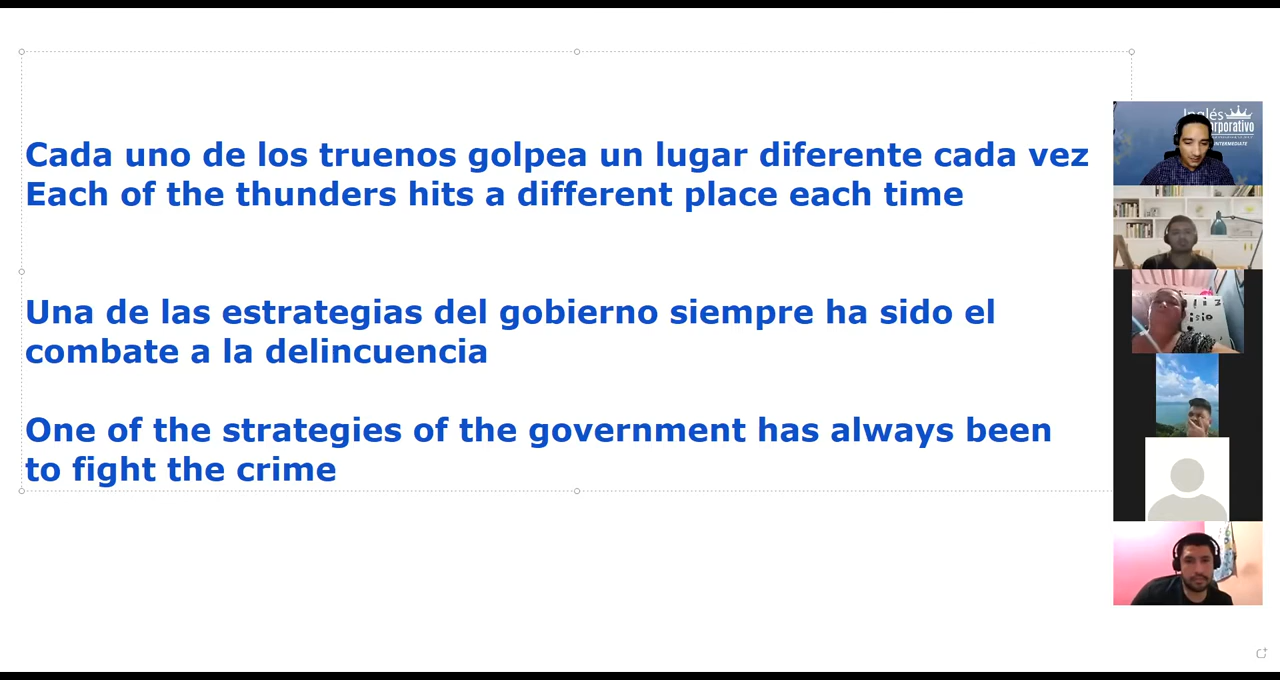 Cada uno de los truenos golpea un lugar diferente cada vez
Each of the thunders hits a different place each time
Una de las estrategias del gobierno siempre ha sido el
combate a la delincuencia
One of the strategies of the government has always been
to fight the crime
Inglés
INTERMEDIATE